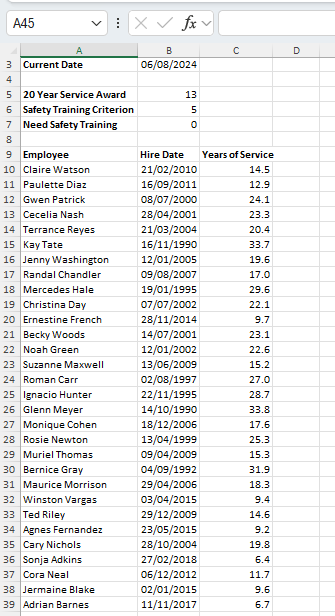 A45 fx
A B C D
3 Current Date 06/08/2024
4
5 20 Year Service Award 13
6 Safety Training Criterion 5
7 Need Safety Training 0
8
9 Employee Hire Date Years of Service
10 Claire Watson 21/02/2010 14.5
11 Paulette Diaz 16/09/2011 12.9
12 Gwen Patrick 08/07/2000 24.1
13 Cecelia Nash 28/04/2001 23.3
14 Terrance Reyes 21/03/2004 20.4
15 Kay Tate 16/11/1990 33.7
16 Jenny Washington 12/01/2005 19.6
17 Randal Chandler 09/08/2007 17.0
18 Mercedes Hale 19/01/1995 29.6
19 Christina Day 07/07/2002 22.1
20 Ernestine French 28/11/2014 9.7
21 Becky Woods 14/07/2001 23.1
22 Noah Green 12/01/2002 22.6
23 Suzanne Maxwell 13/06/2009 15.2
24 Roman Carr 02/08/1997 27.0
25 Ignacio Hunter 22/11/1995 28.7
26 Glenn Meyer 14/10/1990 33.8
27 Monique Cohen 18/12/2006 17.6
28 Rosie Newton 13/04/1999 25.3
29 Muriel Thomas 09/04/2009 15.3
30 Bernice Gray 04/09/1992 31.9
31 Maurice Morrison 29/04/2006 18.3
32 Winston Vargas 03/04/2015 9.4
33 Ted Riley 29/12/2009 14.6
34 Agnes Fernandez 23/05/2015 9.2
35 Cary Nichols 28/10/2004 19.8
36 Sonja Adkins 27/02/2018 6.4
37 Cora Neal 06/12/2012 11.7
38 Jermaine Blake 02/01/2015 9.6
39 Adrian Barnes 11/11/2017 6.7